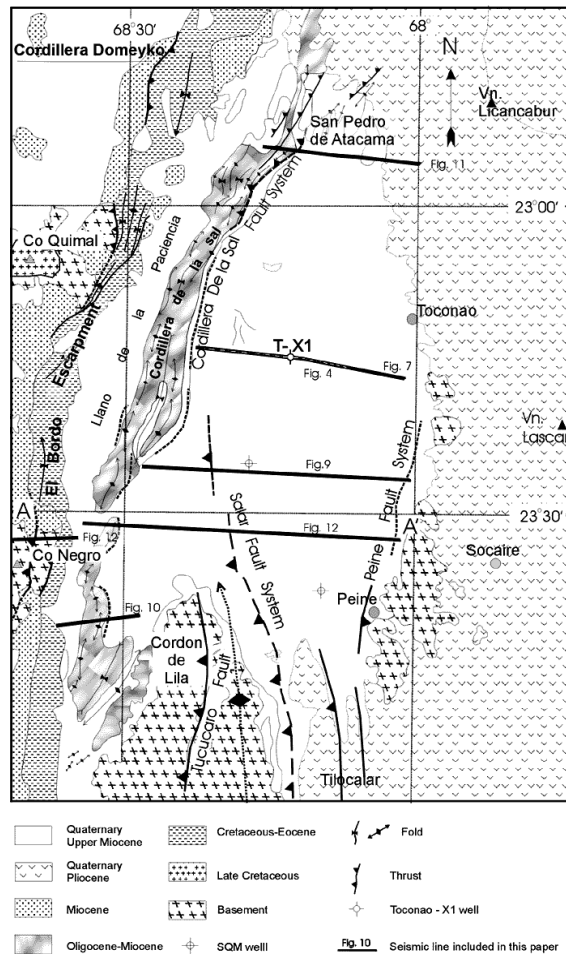 68°30'
68°
Cordillera Domeyko
N
Vn.
Licancabur
San Pedro
de Atacama
Fig. 11
23°00'
Co Quimal
Paciencia
la
de
Llano
Cordillera de la sal
Cordillera De la Sal Fault System
Toconao
T-X1
Fig. 4
Fig. 7
Escarpment
El Bordo
Vn.
Lascar
Fig.9
Peine Fault System
A
23°30'
Fig. 12
Fig. 12
A'
Co Negro
Salar Fault System
Socaire
Peine
Fig. 10
Cordon
de
Lila
Tucucaro Fault
Tilocalar
Quaternary
Upper Miocene
Cretaceous-Eocene
Fold
Quaternary
Pliocene
Late Cretaceous
Thrust
Miocene
Basement
Toconao - X1 well
Oligocene-Miocene
SQM welll
Fig. 10
Seismic line included in this paper